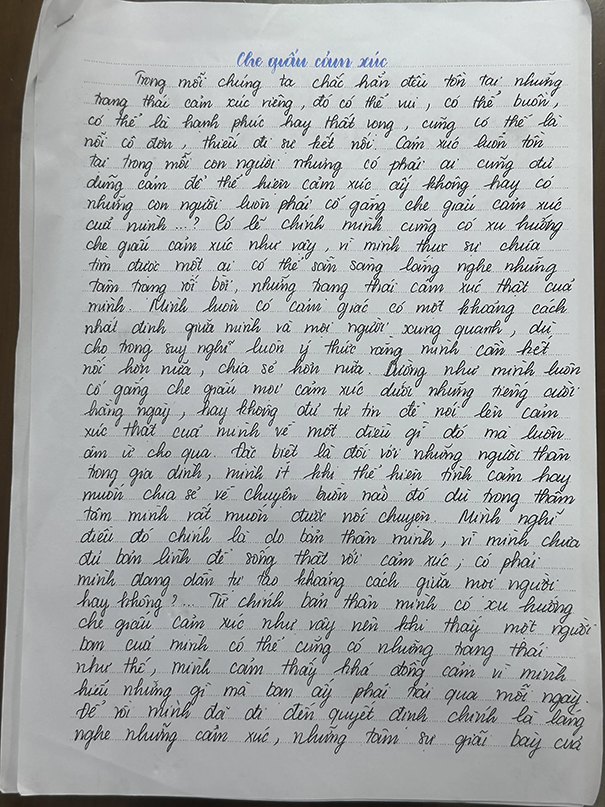 Che giấu cảm xúc
Trong mỗi chúng ta chắc hẳn đều tồn tại những
trạng thái cảm xúc riêng, đó có thể vui, có thể buồn,
có thể là hạnh phúc hay thất vọng, cũng có thể là
nỗi cô đơn, thiếu đi sự kết nối. Cảm xúc luôn tồn
tại trong mỗi con người nhưng có phải ai cũng đủ
dũng cảm để thể hiện cảm xúc ấy không hay có
những con người luôn phải cố gắng che giấu cảm xúc
của mình...? Có lẽ chính mình cũng có xu hướng
che giấu cảm xúc như vậy, vì mình thực sự chưa
tìm được một ai có thể sẵn sàng lắng nghe những
tâm trạng rối bời, những trạng thái cảm xúc thật của
mình. Mình luôn có cảm giác có một khoảng cách
nhất định giữa mình và mọi người xung quanh, dù
cho trong suy nghĩ luôn ý thức rằng mình cần kết
nối hơn nữa, chia sẻ hơn nữa. Dường như mình luôn
cố gắng che giấu mọi cảm xúc dưới những tiếng cười
hằng ngày, hay không đủ tự tin để nói lên cảm
xúc thật của mình về một điều gì đó mà luôn
ậm ừ cho qua. Đặc biệt là đối với những người thân
trong gia đình, mình ít khi thể hiện tình cảm hay
muốn chia sẻ về chuyện buồn nào đó dù trong thâm
tâm mình rất muốn được nói chuyện. Mình nghĩ
điều đó chính là do bản thân mình, vì mình chưa
đủ bản lĩnh để sống thật với cảm xúc, có phải
mình đang dần tự tạo khoảng cách giữa mọi người
hay không?... Từ chính bản thân mình có xu hướng
che giấu cảm xúc như vậy nên khi thấy một người
bạn của mình có thể cũng có những trạng thái
như thế, mình cảm thấy khá đồng cảm vì mình
hiểu những gì mà bạn ấy phải trải qua mỗi ngày.
Để rồi mình đã đi đến quyết định chính là lắng
nghe những cảm xúc, những tâm sự giãi bày của